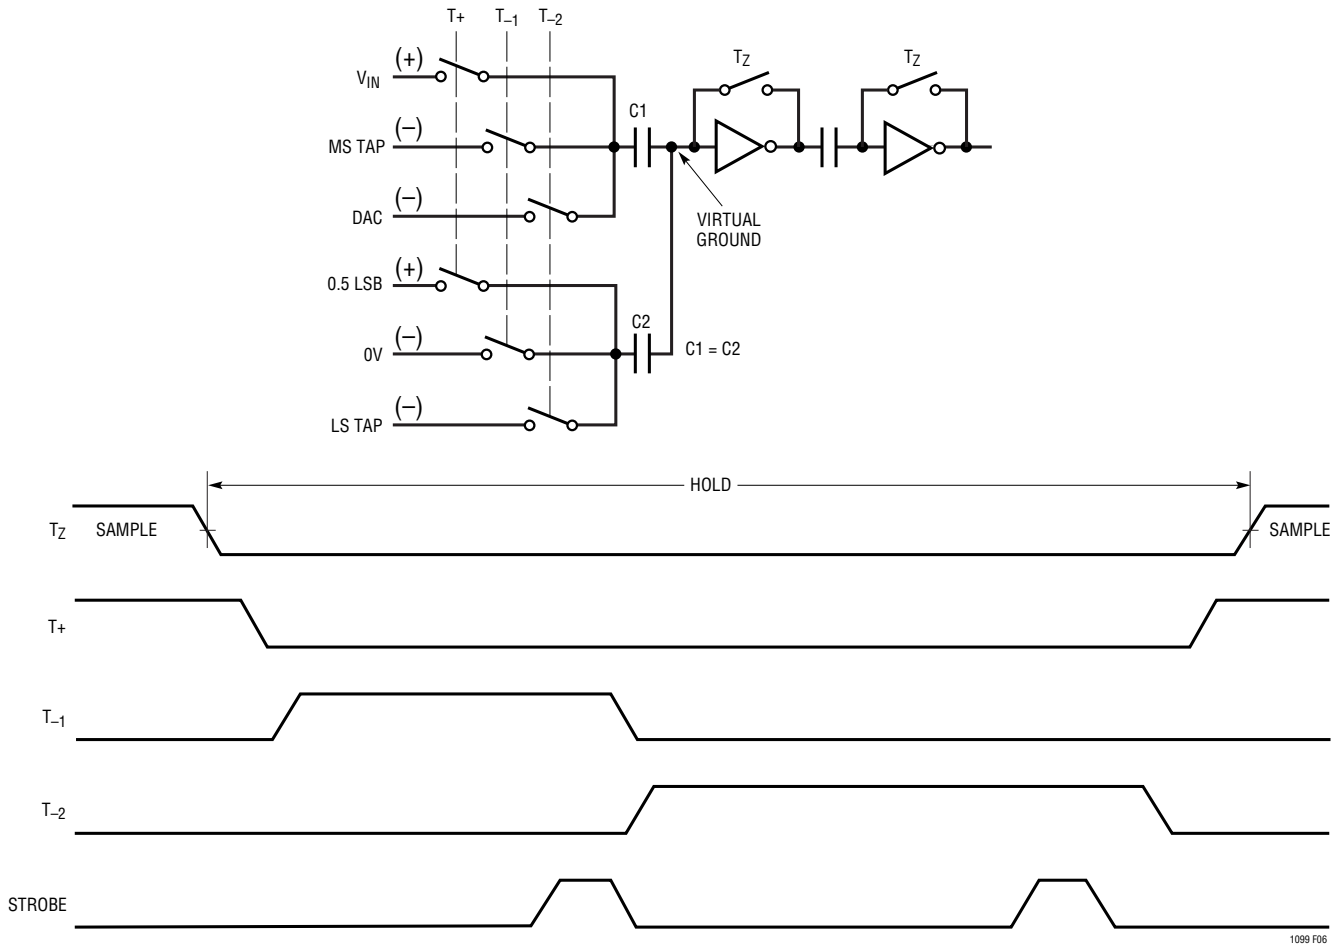 T+ T–1 T–2
VIN (+)
TZ TZ
C1
MS TAP (–)
DAC (–)
VIRTUAL
GROUND
0.5 LSB (+)
C2
0V (–)
C1 = C2
LS TAP (–)
HOLD
TZ SAMPLE SAMPLE
T+
T–1
T–2
STROBE
1099 F06